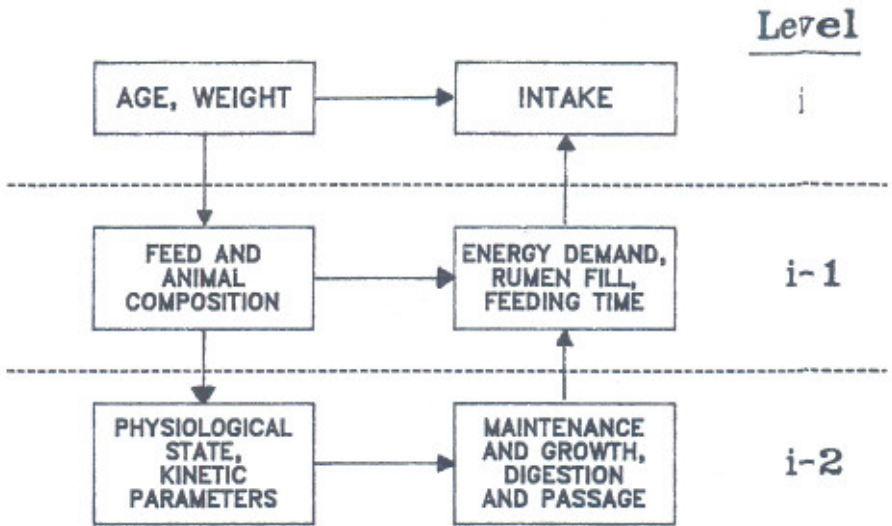 Level
AGE, WEIGHT
INTAKE
i
FEED AND
ANIMAL
COMPOSITION
ENERGY DEMAND,
RUMEN FILL,
FEEDING TIME
i-1
PHYSIOLOGICAL
STATE,
KINETIC
PARAMETERS
MAINTENANCE
AND GROWTH,
DIGESTION
AND PASSAGE
i-2